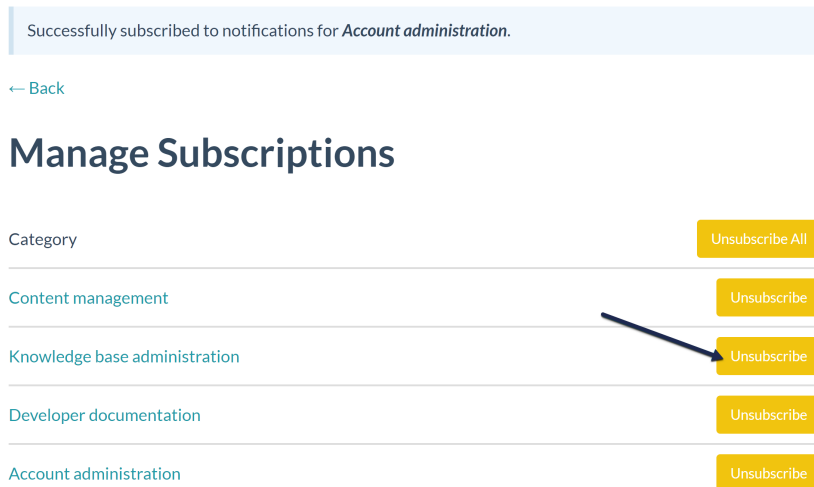 Successfully subscribed to notifications for Account administration.
← Back
Manage Subscriptions
Category Unsubscribe All
Content management Unsubscribe
Knowledge base administration Unsubscribe
Developer documentation Unsubscribe
Account administration Unsubscribe